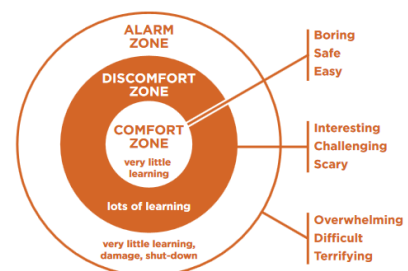 ALARM
ZONE
DISCOMFORT
ZONE
COMFORT
ZONE
very little
learning
lots of learning
very little learning,
damage, shut-down
Boring
Safe
Easy
Interesting
Challenging
Scary
Overwhelming
Difficult
Terrifying